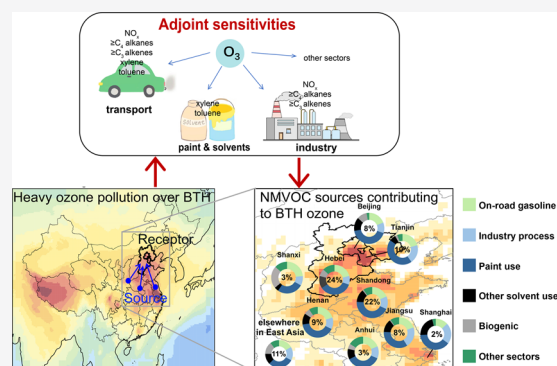 Adjoint sensitivities
NOx
≥C4 alkanes
≥C3 alkenes
xylene
toluene
transport
O3
other sectors
xylene
toluene
SOLVENT
paint & solvents
NOx
alkanes
alkenes
industry
Heavy ozone pollution over BTH
Receptor
Source
NMVOC sources contributing
to BTH ozone
Beijing
8%
Tianjin
10%
Shanxi
3%
Hebei
24%
Shandong
22%
Henan
9%
Jiangsu
8%
Shanghai
2%
Anhui
3%
elsewhere
in East Asia
11%
On-road gasoline
Industry process
Paint use
Other solvent use
Biogenic
Other sectors